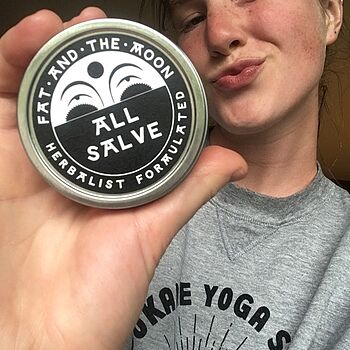 FAT · AND · THE · MOON
ALL
SALVE
HERBALIST FORMULATED
YOGA